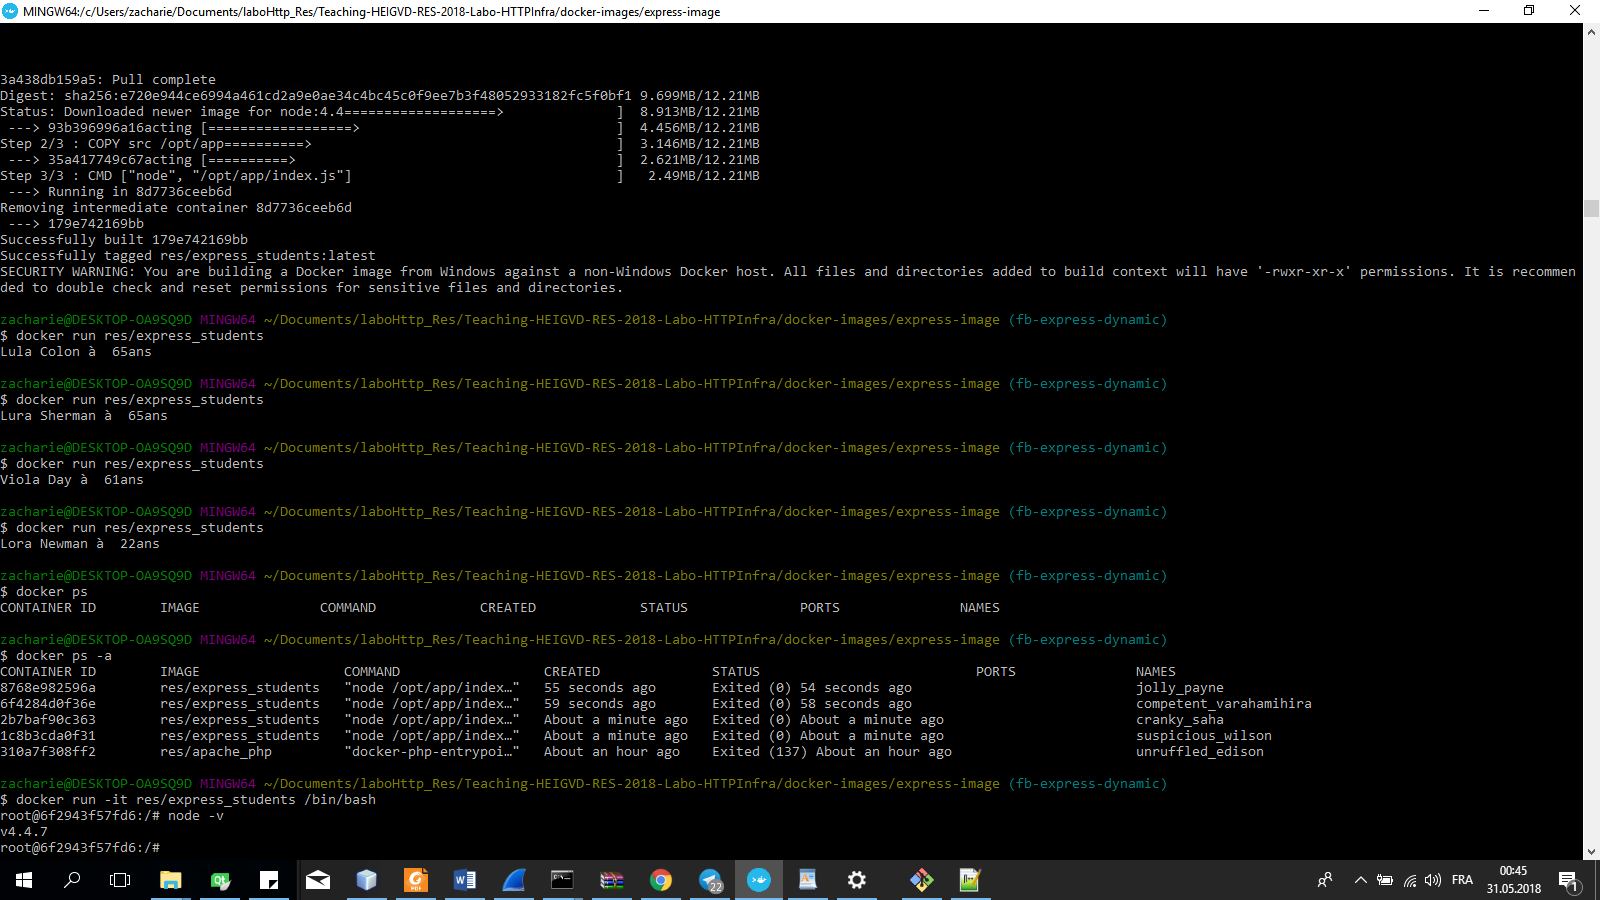 MINGW64:/c/Users/zacharie/Documents/laboHttp_Res/Teaching-HEIGVD-RES-2018-Labo-HTTPInfra/docker-images/express-image
3a438db159a5: Pull complete
Digest: sha256:e720e944ce6994a461cd2a9e0ae34c4bc45c0f9ee7b3f48052933182fc5f0bf1 9.699MB/12.21MB
Status: Downloaded newer image for node:4.4===================>              ]  8.913MB/12.21MB
 ---> 93b396996a16acting [==================>                                ]  4.456MB/12.21MB
Step 2/3 : COPY src /opt/app==========>                                      ]  3.146MB/12.21MB
 ---> 35a417749c67acting [==========>                                        ]  2.621MB/12.21MB
Step 3/3 : CMD ["node", "/opt/app/index.js"]                                 ]   2.49MB/12.21MB
 ---> Running in 8d7736ceeb6d
Removing intermediate container 8d7736ceeb6d
 ---> 179e742169bb
Successfully built 179e742169bb
Successfully tagged res/express_students:latest
SECURITY WARNING: You are building a Docker image from Windows against a non-Windows Docker host. All files and directories added to build context will have '-rwxr-xr-x' permissions. It is recommen
ded to double check and reset permissions for sensitive files and directories.
zacharie@DESKTOP-OA9SQ9D MINGW64 ~/Documents/laboHttp_Res/Teaching-HEIGVD-RES-2018-Labo-HTTPInfra/docker-images/express-image (fb-express-dynamic)
$ docker run res/express_students
Lula Colon à  65ans
zacharie@DESKTOP-OA9SQ9D MINGW64 ~/Documents/laboHttp_Res/Teaching-HEIGVD-RES-2018-Labo-HTTPInfra/docker-images/express-image (fb-express-dynamic)
$ docker run res/express_students
Lura Sherman à  65ans
zacharie@DESKTOP-OA9SQ9D MINGW64 ~/Documents/laboHttp_Res/Teaching-HEIGVD-RES-2018-Labo-HTTPInfra/docker-images/express-image (fb-express-dynamic)
$ docker run res/express_students
Viola Day à  61ans
zacharie@DESKTOP-OA9SQ9D MINGW64 ~/Documents/laboHttp_Res/Teaching-HEIGVD-RES-2018-Labo-HTTPInfra/docker-images/express-image (fb-express-dynamic)
$ docker run res/express_students
Lora Newman à  22ans
zacharie@DESKTOP-OA9SQ9D MINGW64 ~/Documents/laboHttp_Res/Teaching-HEIGVD-RES-2018-Labo-HTTPInfra/docker-images/express-image (fb-express-dynamic)
$ docker ps
CONTAINER ID        IMAGE               COMMAND             CREATED             STATUS              PORTS               NAMES
zacharie@DESKTOP-OA9SQ9D MINGW64 ~/Documents/laboHttp_Res/Teaching-HEIGVD-RES-2018-Labo-HTTPInfra/docker-images/express-image (fb-express-dynamic)
$ docker ps -a
CONTAINER ID        IMAGE                  COMMAND                  CREATED              STATUS                           PORTS               NAMES
8768e982596a        res/express_students   "node /opt/app/index…"   55 seconds ago       Exited (0) 54 seconds ago                            jolly_payne
6f4284d0f36e        res/express_students   "node /opt/app/index…"   59 seconds ago       Exited (0) 58 seconds ago                            competent_varahamihira
2b7baf90c363        res/express_students   "node /opt/app/index…"   About a minute ago   Exited (0) About a minute ago                        cranky_saha
1c8b3cda0f31        res/express_students   "node /opt/app/index…"   About a minute ago   Exited (0) About a minute ago                        suspicious_wilson
310a7f308ff2        res/apache_php         "docker-php-entrypoi…"   About an hour ago    Exited (137) About an hour ago                       unruffled_edison
zacharie@DESKTOP-OA9SQ9D MINGW64 ~/Documents/laboHttp_Res/Teaching-HEIGVD-RES-2018-Labo-HTTPInfra/docker-images/express-image (fb-express-dynamic)
$ docker run -it res/express_students /bin/bash
root@6f2943f57fd6:/# node -v
v4.4.7
root@6f2943f57fd6:/#
22
FRA
00:45
31.05.2018
1